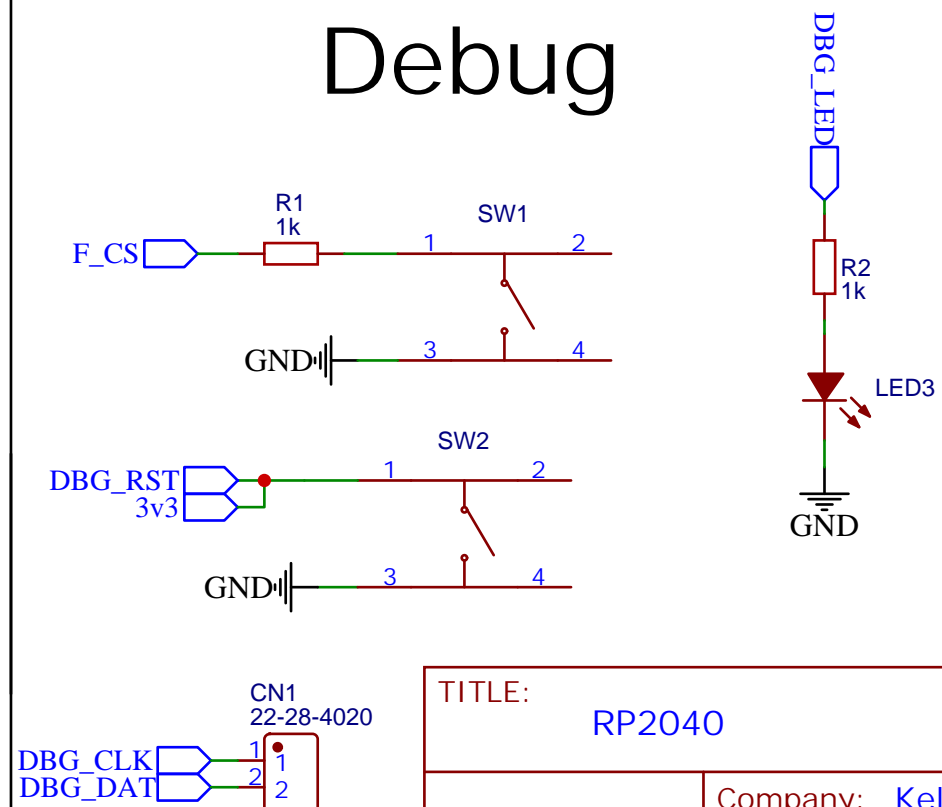 Debug
DBG_LED
R1
1k
SW1
F_CS
1
2
R2
1k
GND
3
4
LED3
SW2
DBG_RST
1
2
3v3
GND
GND
3
4
CN1
22-28-4020
TITLE:
RP2040
DBG_CLK
1
1
DBG_DAT
2
2
Company:
Kel